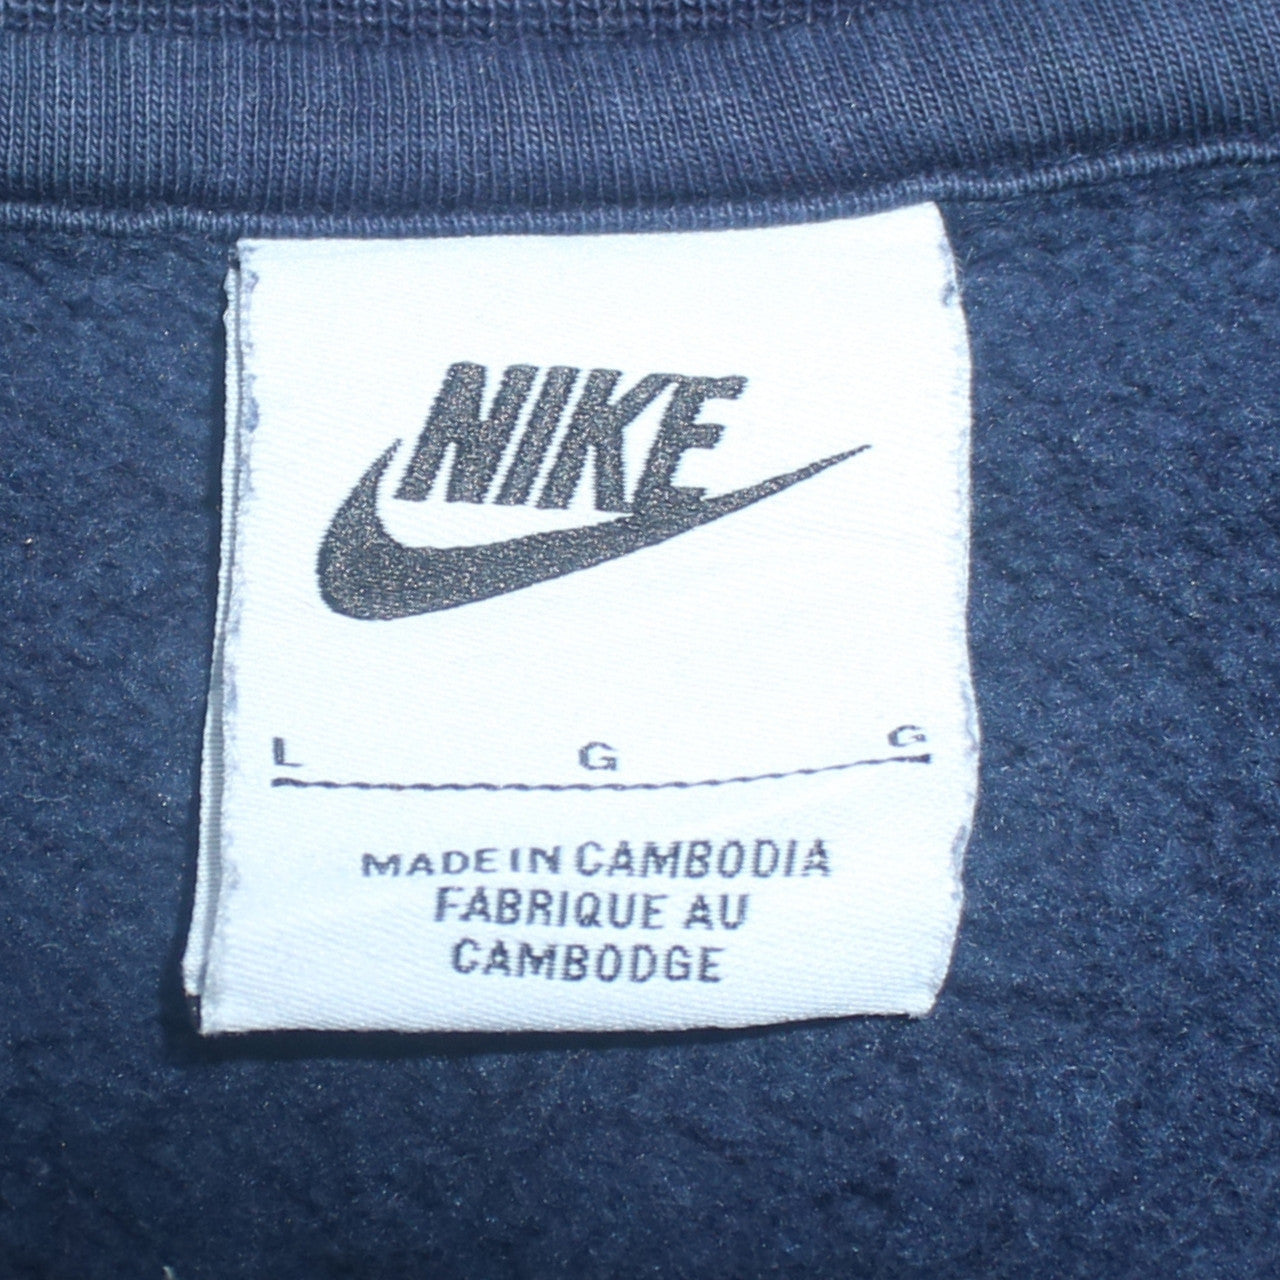 NIKE
L G G
MADE IN CAMBODIA
FABRIQUE AU
CAMBODGE